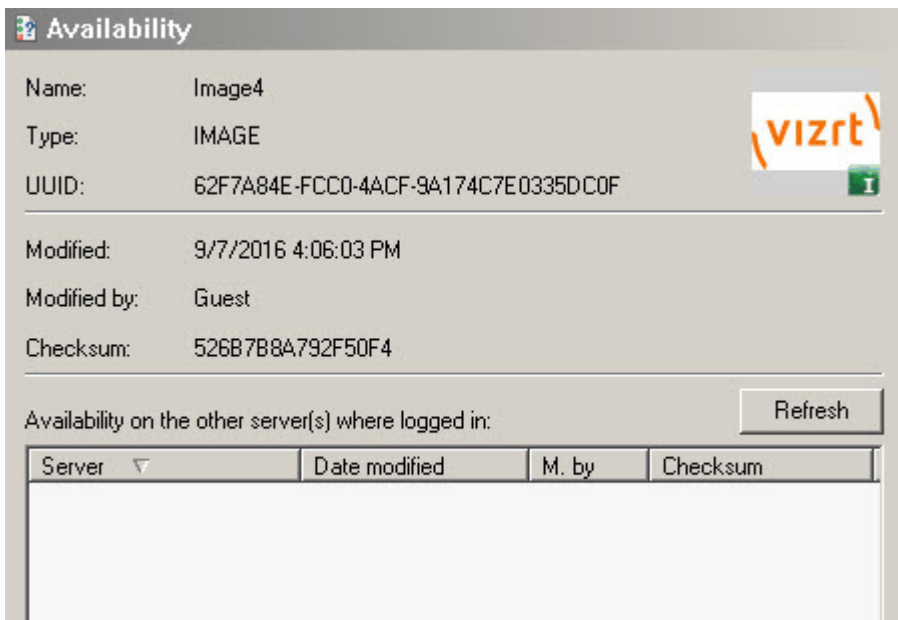 Availability
Name: Image4
Type: IMAGE
UUID: 62F7A84E-FCC0-4ACF-9A174C7E0335DC0F
vizrt
I
Modified: 9/7/2016 4:06:03 PM
Modified by: Guest
Checksum: 526B7B8A792F50F4
Refresh
Availability on the other server(s) where logged in:
Server Date modified M. by Checksum